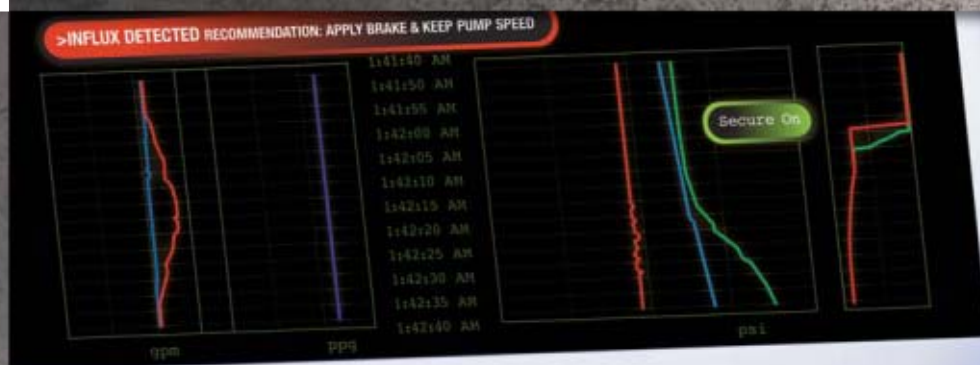 >INFLUX DETECTED RECOMMENDATION: APPLY BRAKE & KEEP PUMP SPEED
1:41:40 AM
1:41:50 AM
1:41:55 AM
1:42:00 AM
1:42:05 AM
1:42:10 AM
1:42:15 AM
1:42:20 AM
1:42:25 AM
1:42:30 AM
1:42:35 AM
1:42:40 AM
Secure On
gpm
ppg
psi